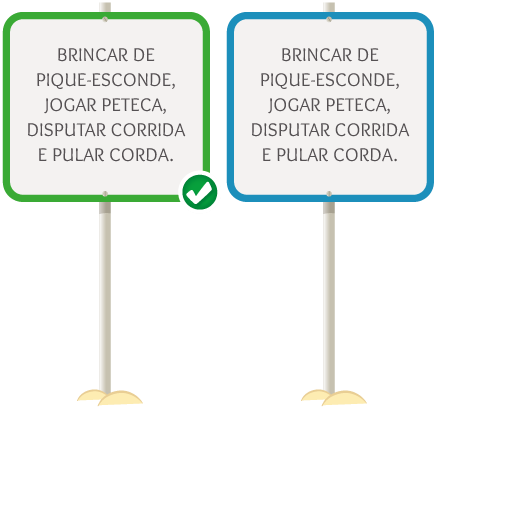 BRINCAR DE
PIQUE-ESCONDE,
JOGAR PETECA,
DISPUTAR CORRIDA
E PULAR CORDA.
BRINCAR DE
PIQUE-ESCONDE,
JOGAR PETECA,
DISPUTAR CORRIDA
E PULAR CORDA.